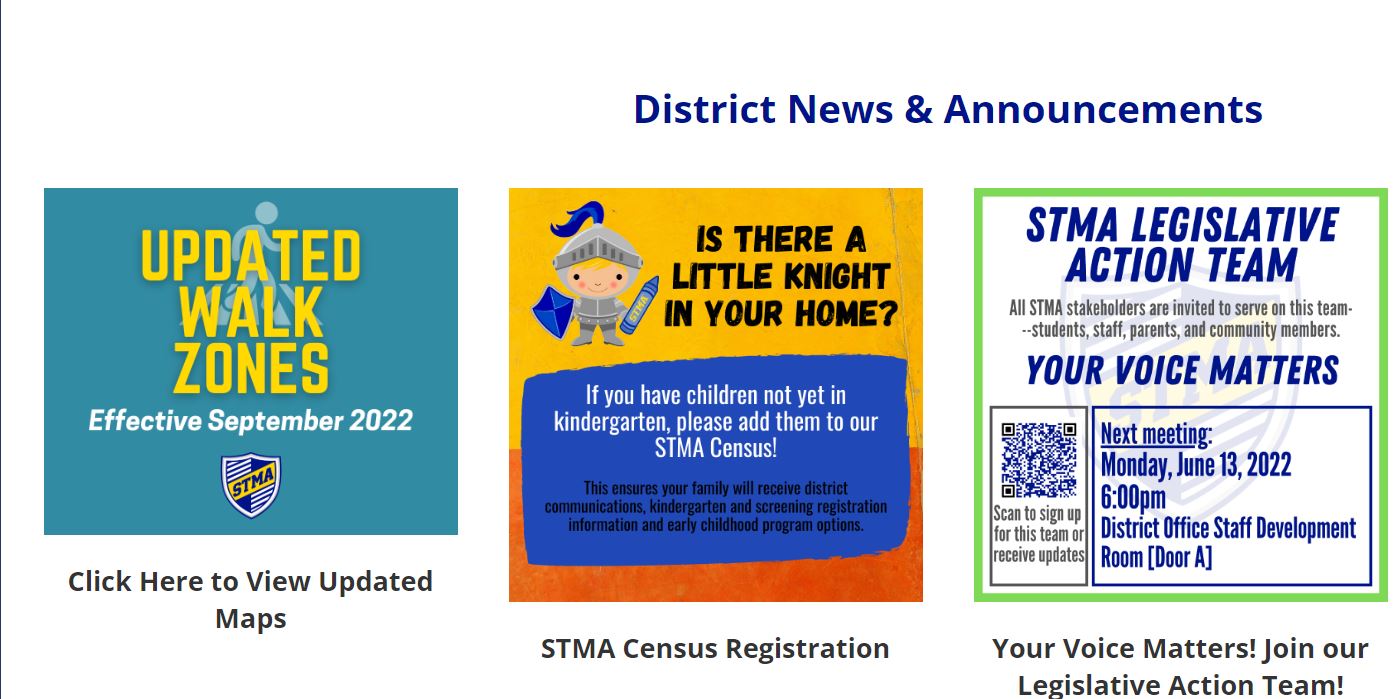 District News & Announcements
UPDATED
WALK
ZONES
Effective September 2022
STMA
Click Here to View Updated
Maps
IS THERE A
LITTLE KNIGHT
IN YOUR HOME?
STMA
If you have children not yet in
kindergarten, please add them to our
STMA Census!
This ensures your family will receive district
communications, kindergarten and screening registration
information and early childhood program options.
STMA Census Registration
STMA LEGISLATIVE
ACTION TEAM
All STMA stakeholders are invited to serve on this team-
--students, staff, parents, and community members.
YOUR VOICE MATTERS
STMA
Scan to sign up
for this team or
receive updates
Next meeting:
Monday, June 13, 2022
6:00pm
District Office Staff Development
Room [Door A]
Your Voice Matters! Join our
Legislative Action Team!